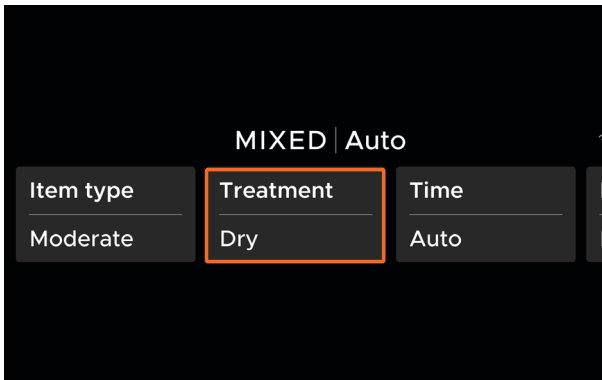 MIXED | Auto
Item type
Moderate
Treatment
Dry
Time
Auto